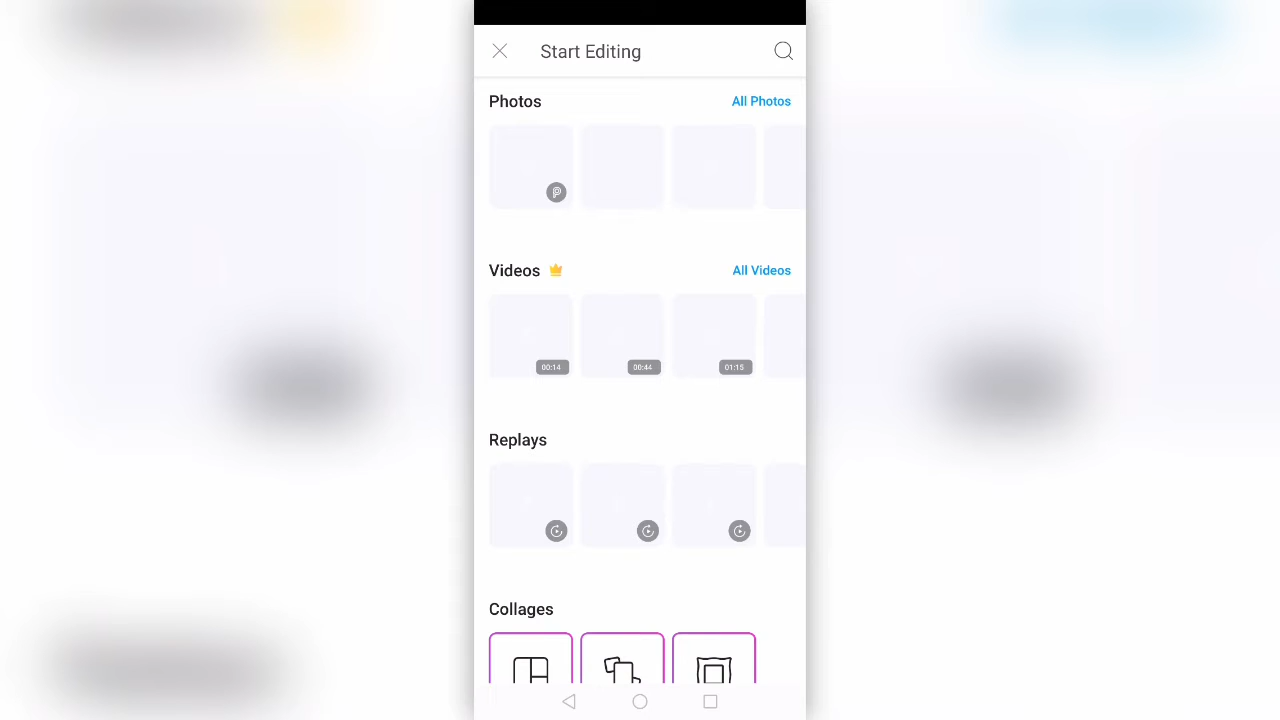 Start Editing
Photos
All Photos
Videos
All Videos
00:14
00:44
01:15
Replays
Collages